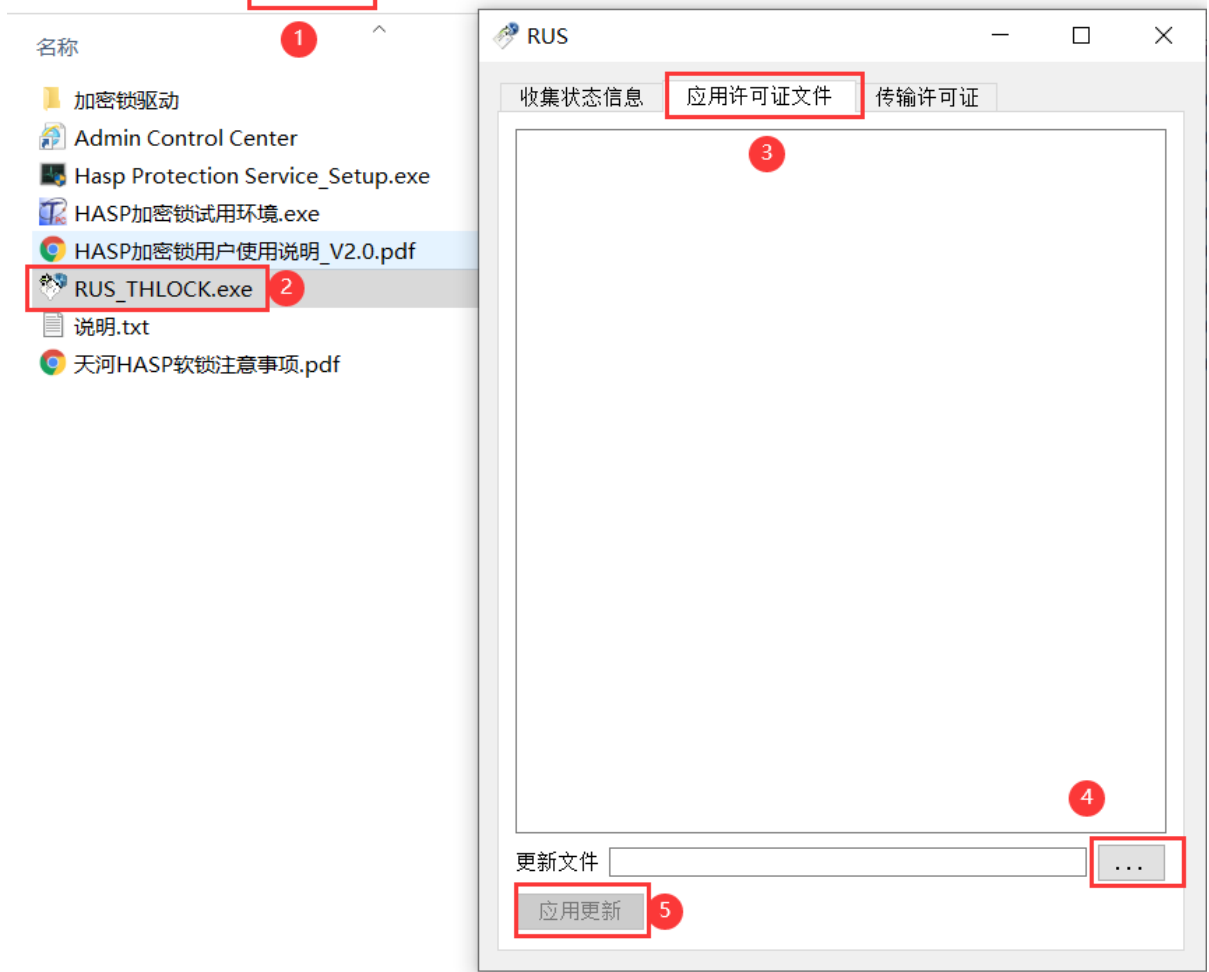 1
名称
加密锁驱动
Admin Control Center
Hasp Protection Service_Setup.exe
HASP加密锁试用环境.exe
HASP加密锁用户使用说明_V2.0.pdf
RUS_THLOCK.exe
2
说明.txt
天河HASP软锁注意事项.pdf
RUS
收集状态信息 应用许可证文件 传输许可证
3
4
更新文件 ...
应用更新 5